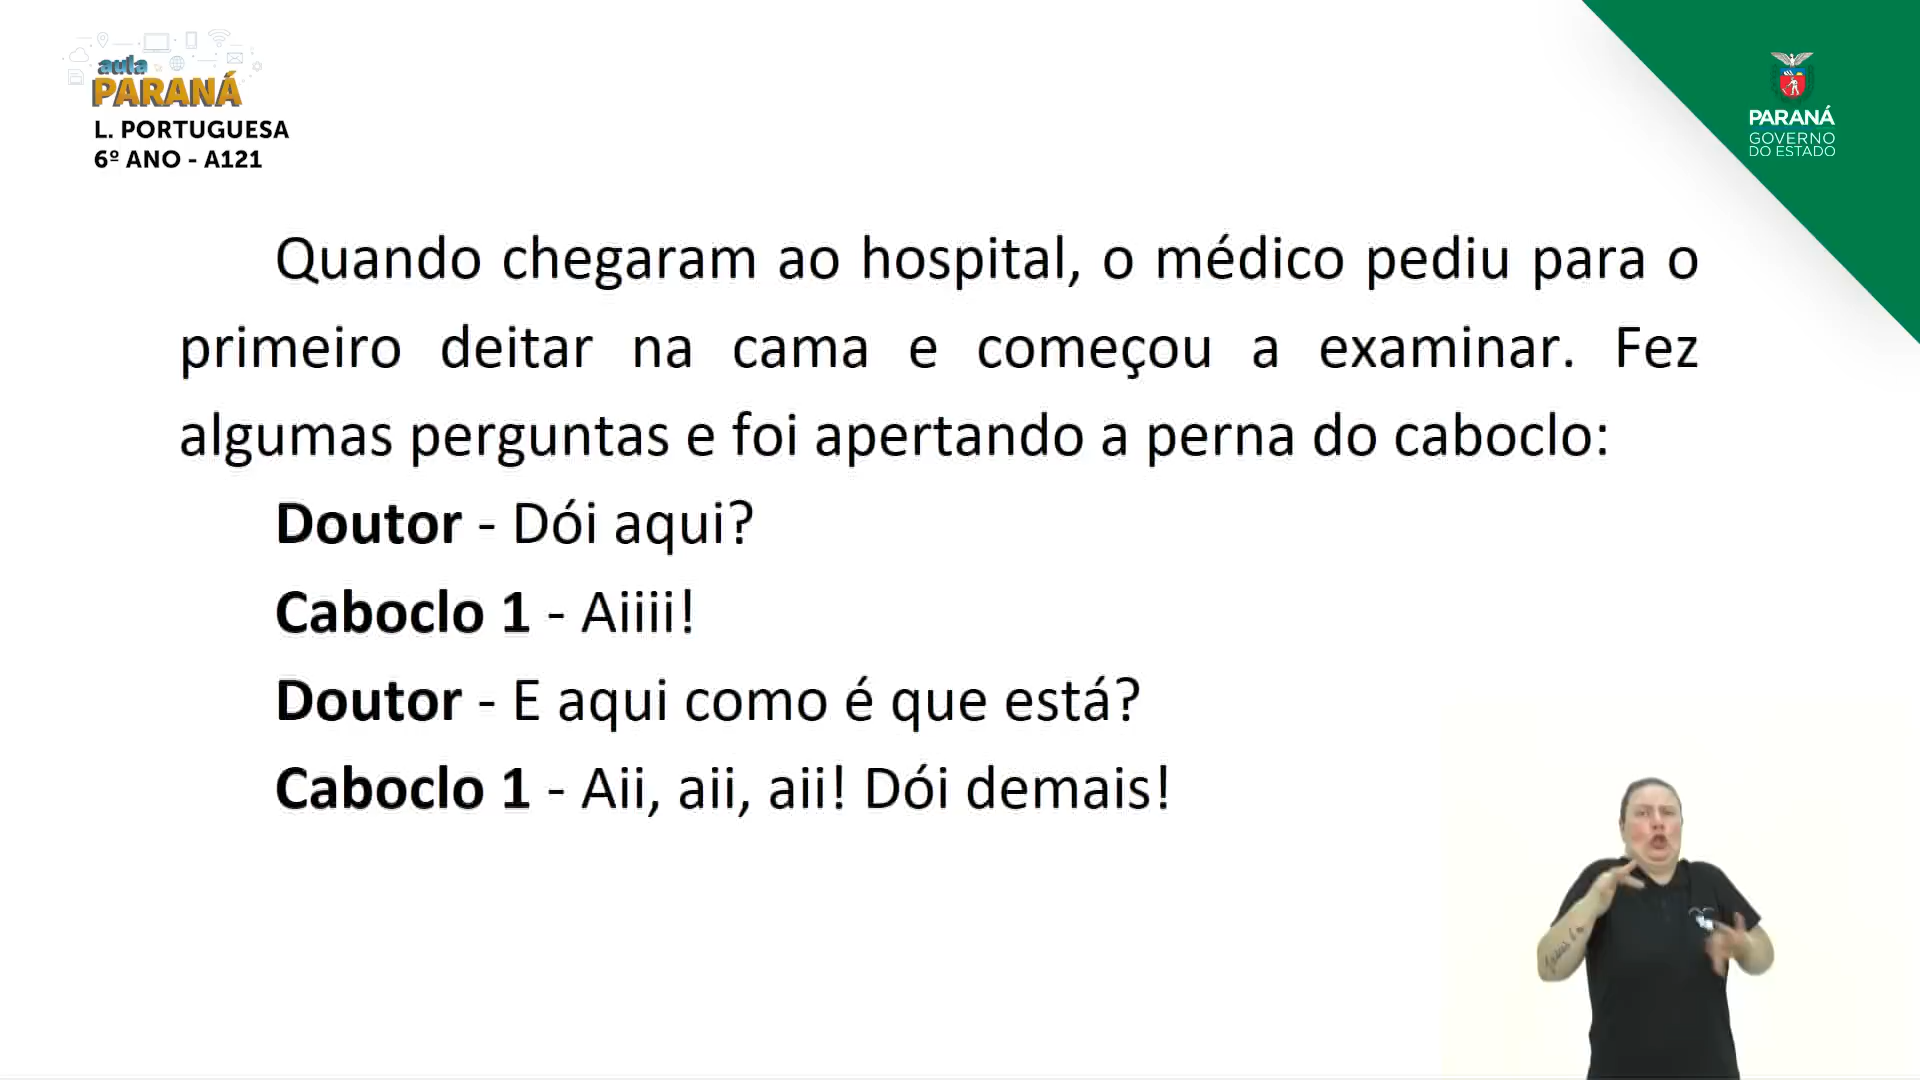 aula
PARANÁ
L. PORTUGUESA
6º ANO - A121
PARANÁ
GOVERNO
DO ESTADO
Quando chegaram ao hospital, o médico pediu para o
primeiro deitar na cama e começou a examinar. Fez
algumas perguntas e foi apertando a perna do caboclo:
Doutor - Dói aqui?
Caboclo 1 - Aiiii!
Doutor - E aqui como é que está?
Caboclo 1 - Aii, aii, aii! Dói demais!